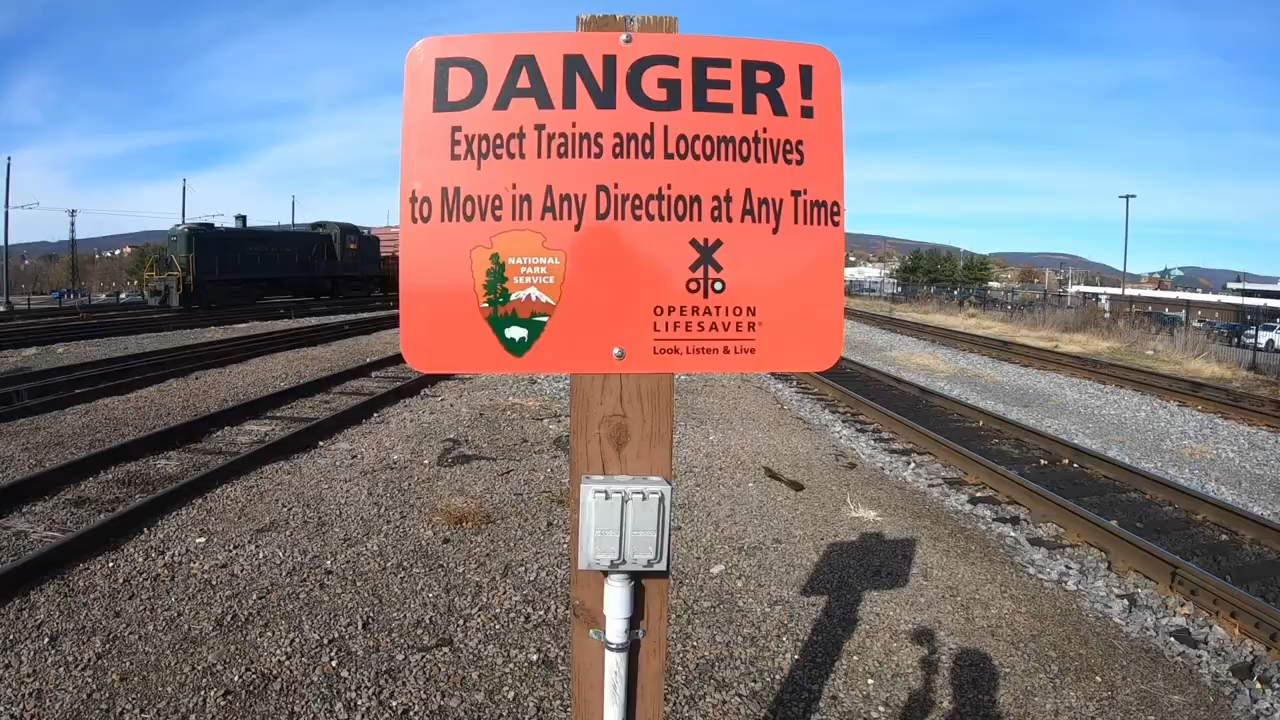 DANGER!
Expect Trains and Locomotives
to Move in Any Direction at Any Time
NATIONAL
PARK
SERVICE
OPERATION
LIFESAVER®
Look, Listen & Live